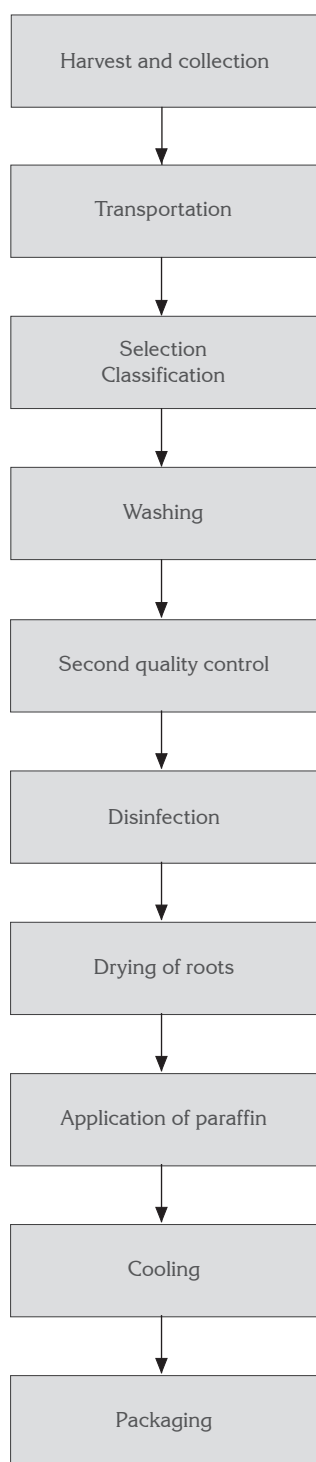 Harvest and collection
Transportation
Selection
Classification
Washing
Second quality control
Disinfection
Drying of roots
Application of paraffin
Cooling
Packaging